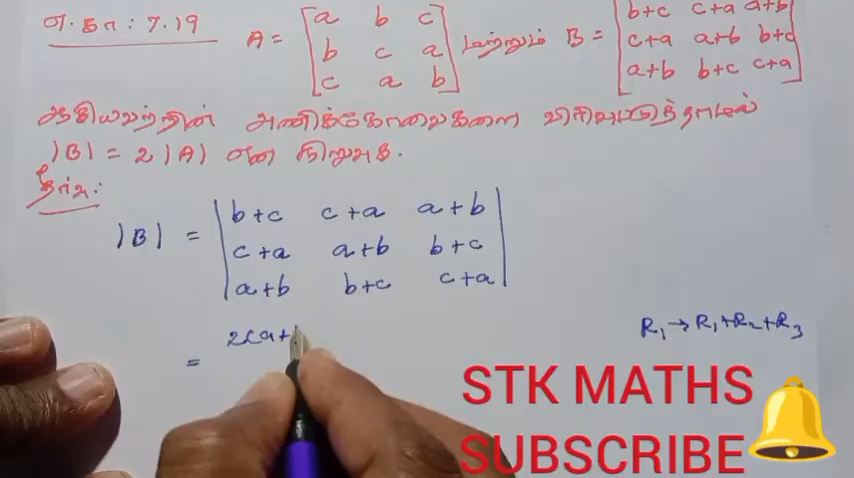 எ.கா: 7.19 A = [a b c மற்றும் B = [b+c c+a a+b
b c a c+a a+b b+c
c a b] a+b b+c c+a]
ஆகியவற்றின் அணிக்கோவைகளை விரிவுபடுத்தாமல்
|B| = 2|A| என நிறுவுக.
தீர்வு:
|B| = |b+c c+a a+b
c+a a+b b+c
a+b b+c c+a|
R₁→R₁+R₂+R₃
= 2(a+
STK MATHS
SUBSCRIBE